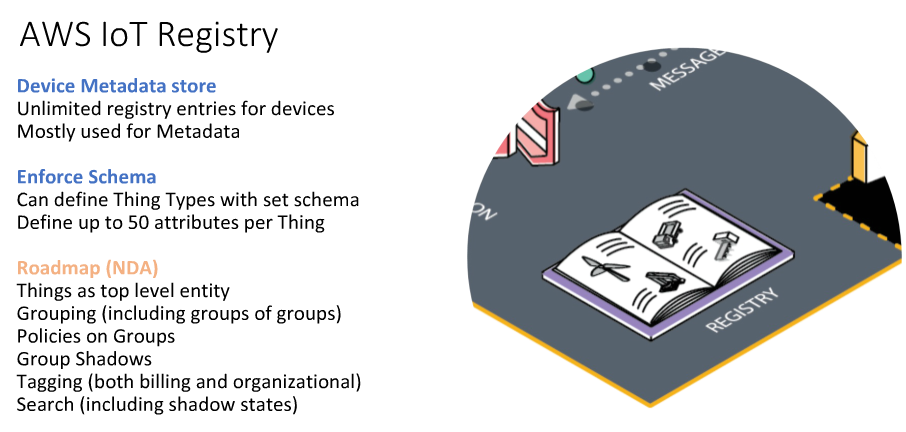 AWS IoT Registry
Device Metadata store
Unlimited registry entries for devices
Mostly used for Metadata
Enforce Schema
Can define Thing Types with set schema
Define up to 50 attributes per Thing
Roadmap (NDA)
Things as top level entity
Grouping (including groups of groups)
Policies on Groups
Group Shadows
Tagging (both billing and organizational)
Search (including shadow states)
MESSAGE
ON
REGISTRY